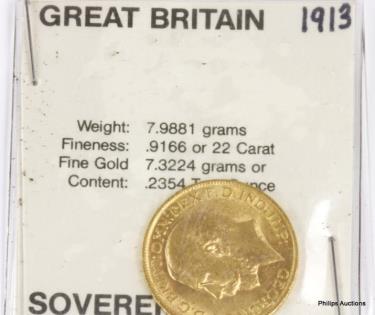 GREAT BRITAIN 1913
Weight: 7.9881 grams
Fineness: .9166 or 22 Carat
Fine Gold 7.3224 grams or
Content: .2354
SOVEREI
Philips Auctions